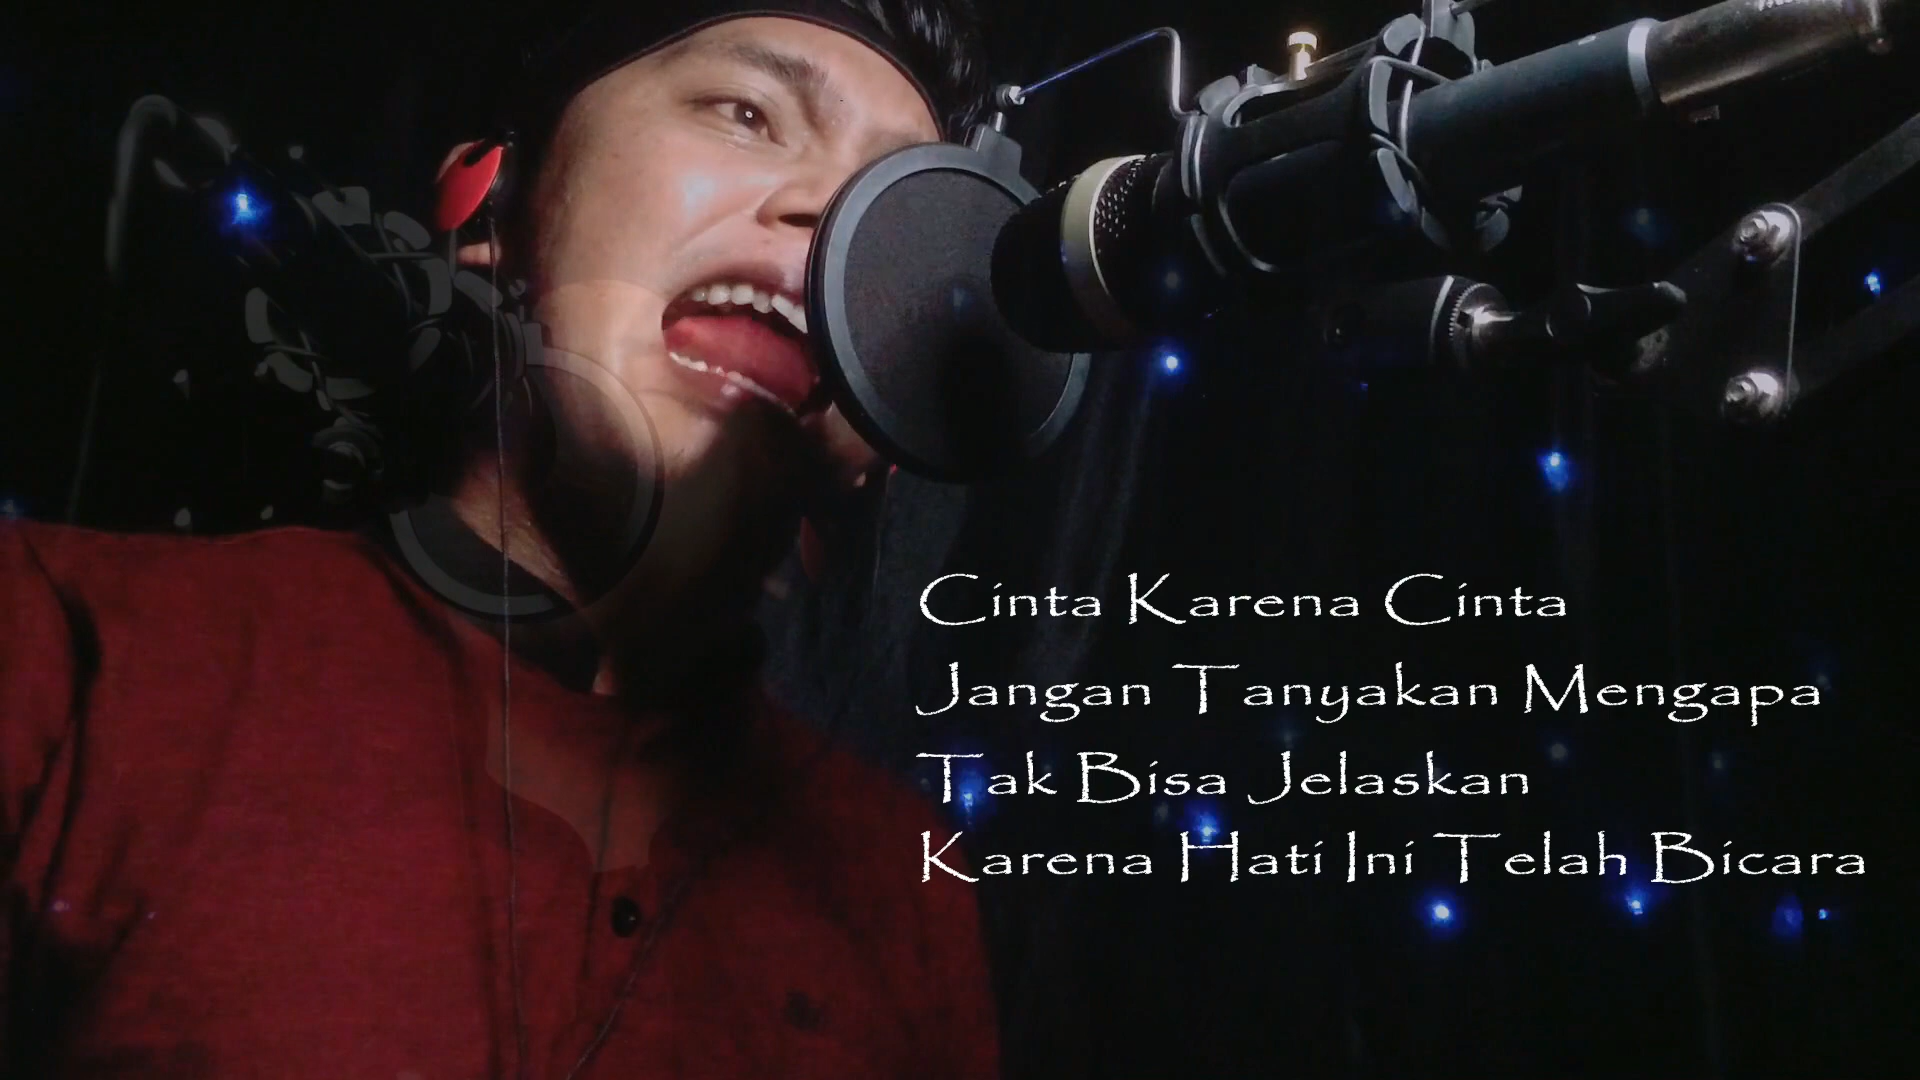 Cinta Karena Cinta
Jangan Tanyakan Mengapa
Tak Bisa Jelaskan
Karena Hati Ini Telah Bicara